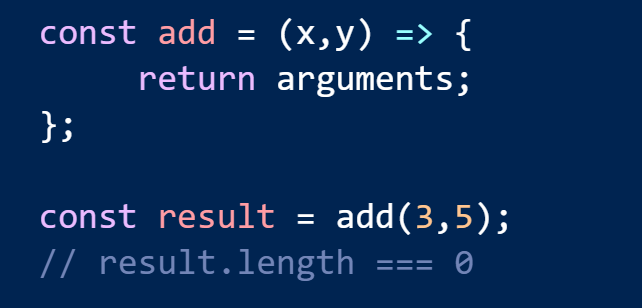 const add = (x,y) => {
return arguments;
};
const result = add(3,5);
// result.length === 0